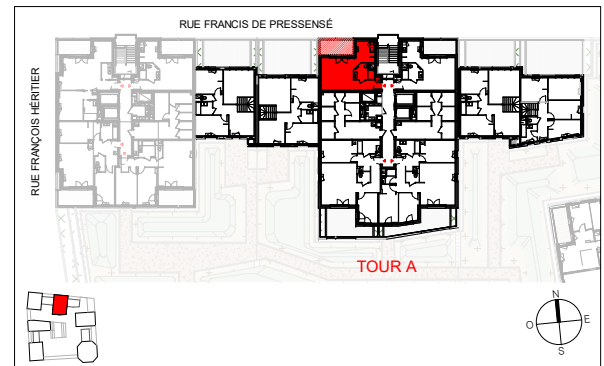 RUE FRANCIS DE PRESSENSÉ
RUE FRANÇOIS HÉRITIER
TOUR A
N
O
E
S